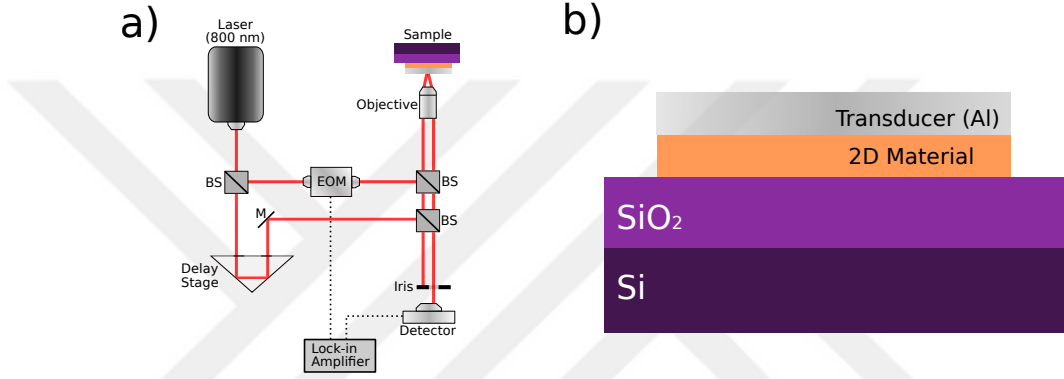 a)
Laser
(800 nm)
Sample
Objective
BS
EOM
BS
M
BS
Delay
Stage
Iris
Detector
Lock-in
Amplifier
b)
Transducer (Al)
2D Material
SiO₂
Si